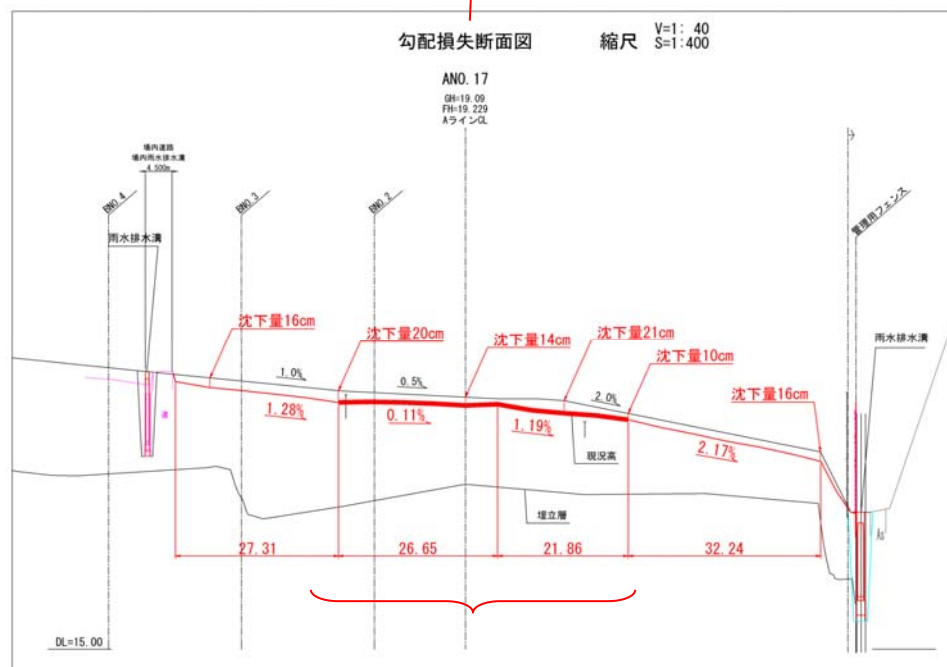 勾配損失断面図
縮尺
V=1: 40
S=1:400
ANO.17
GH=19.09
FH=19.229
AラインCL
場内道路
場内雨水排水溝
4.500m
BNO.4
BNO.3
BNO.2
管理用フェンス
雨水排水溝
雨水排水溝
沈下量16cm
沈下量20cm
沈下量14cm
沈下量21cm
沈下量10cm
沈下量16cm
1.0%
0.5%
2.0%
1.28%
0.11%
1.19%
2.17%
現況高
埋立層
27.31
26.65
21.86
32.24
DL=15.00